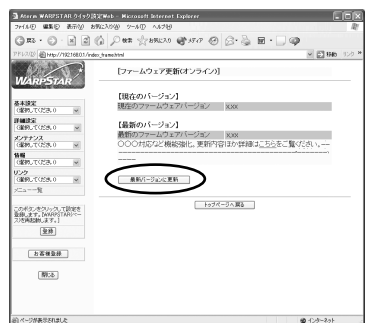 Aterm WARPSTAR クイック設定Web - Microsoft Internet Explorer
ファイル(F) 編集(E) 表示(V) お気に入り(A) ツール(T) ヘルプ(H)
戻る 検索 お気に入り メディア
アドレス(D) http://192.168.0.1/index_frame.html 移動 リンク
WARPSTAR
基本設定
(選択してください)
詳細設定
(選択してください)
メンテナンス
(選択してください)
情報
(選択してください)
リンク
(選択してください)
メニュー一覧
このボタンをクリックして設定を
登録します。[WARPSTARベー
スを再起動します。]
登録
お客様登録
閉じる
[ファームウェア更新(オンライン)]
【現在のバージョン】
現在のファームウェアバージョン x.xx
【最新のバージョン】
最新のファームウェアバージョン x.xx
〇〇〇対応など機能強化。更新内容ほか詳細はこちらをご覧ください。---
最新バージョンに更新
トップページへ戻る
ページが表示されました インターネット